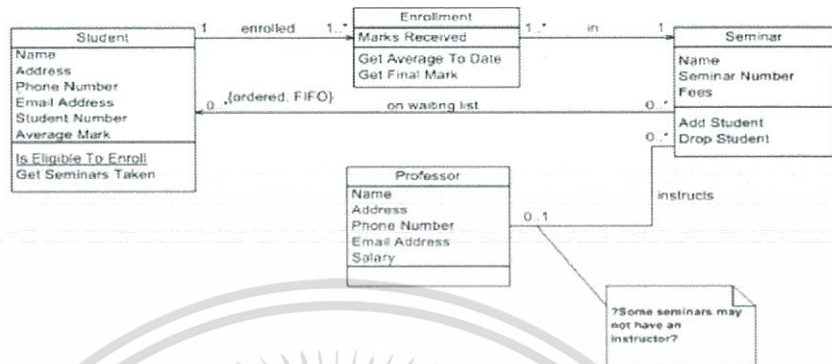 Student
Name
Address
Phone Number
Email Address
Student Number
Average Mark
Is Eligible To Enroll
Get Seminars Taken
1 enrolled 1..*
Enrollment
Marks Received
Get Average To Date
Get Final Mark
1..* in 1
Seminar
Name
Seminar Number
Fees
Add Student
Drop Student
0..* {ordered, FIFO} on waiting list 0..*
0..*
instructs
0..1
Professor
Name
Address
Phone Number
Email Address
Salary
?Some seminars may
not have an
instructor?